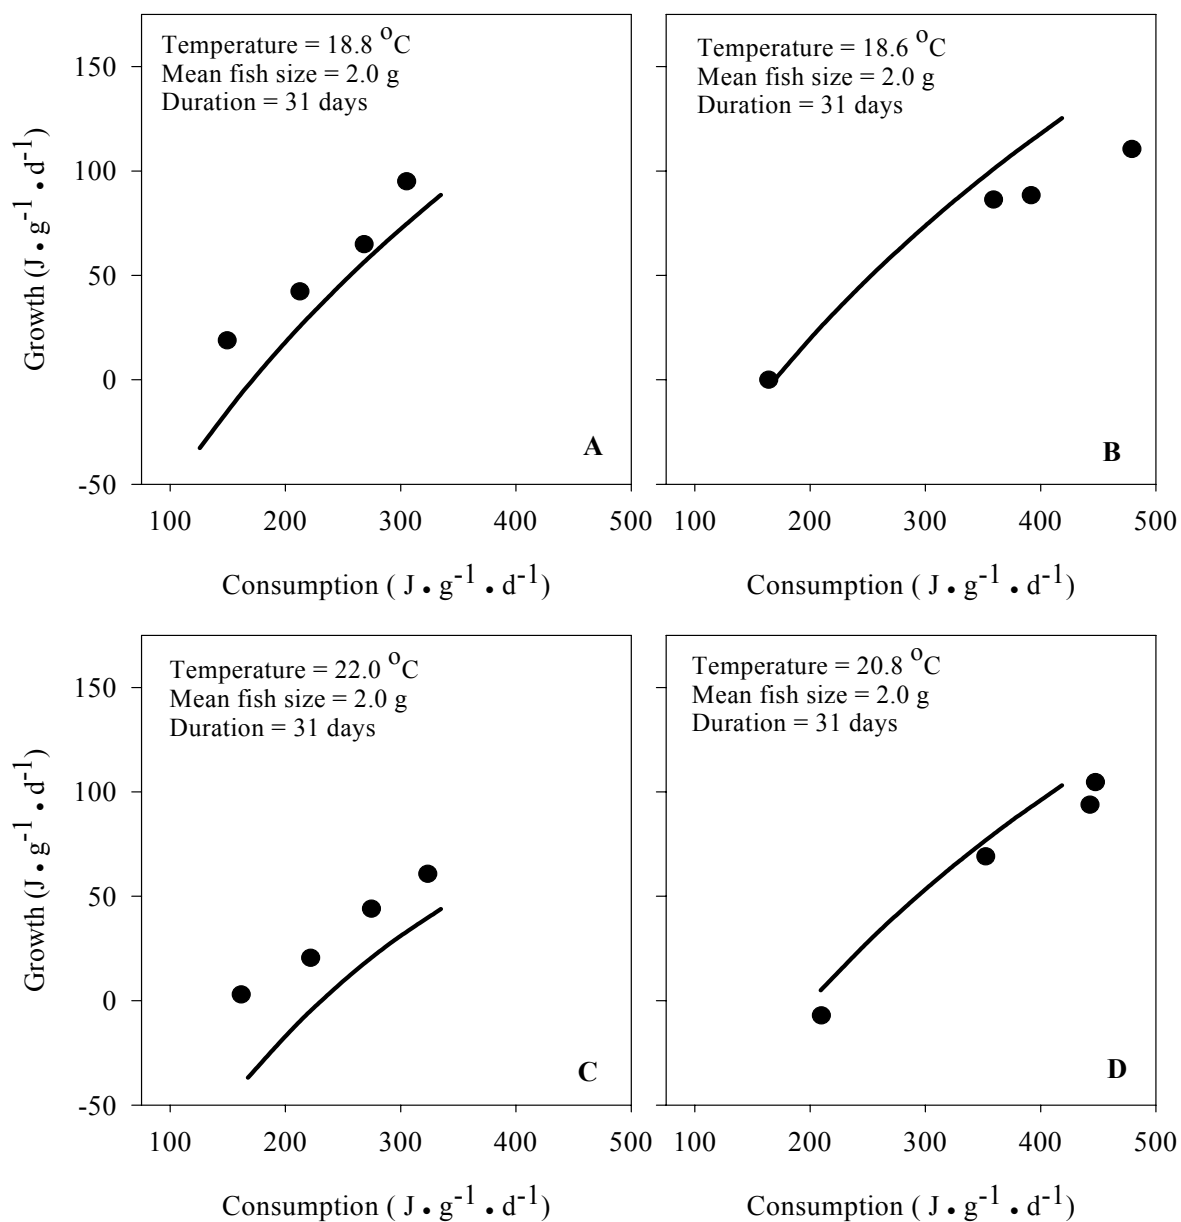 Temperature = 18.8 °C
Mean fish size = 2.0 g
Duration = 31 days
150
100
50
0
-50
Growth (J • g⁻¹ • d⁻¹)
A
100 200 300 400 500
Consumption ( J • g⁻¹ • d⁻¹)
Temperature = 18.6 °C
Mean fish size = 2.0 g
Duration = 31 days
B
100 200 300 400 500
Consumption ( J • g⁻¹ • d⁻¹)
Temperature = 22.0 °C
Mean fish size = 2.0 g
Duration = 31 days
150
100
50
0
-50
Growth (J • g⁻¹ • d⁻¹)
C
100 200 300 400 500
Consumption ( J • g⁻¹ • d⁻¹)
Temperature = 20.8 °C
Mean fish size = 2.0 g
Duration = 31 days
D
100 200 300 400 500
Consumption ( J • g⁻¹ • d⁻¹)